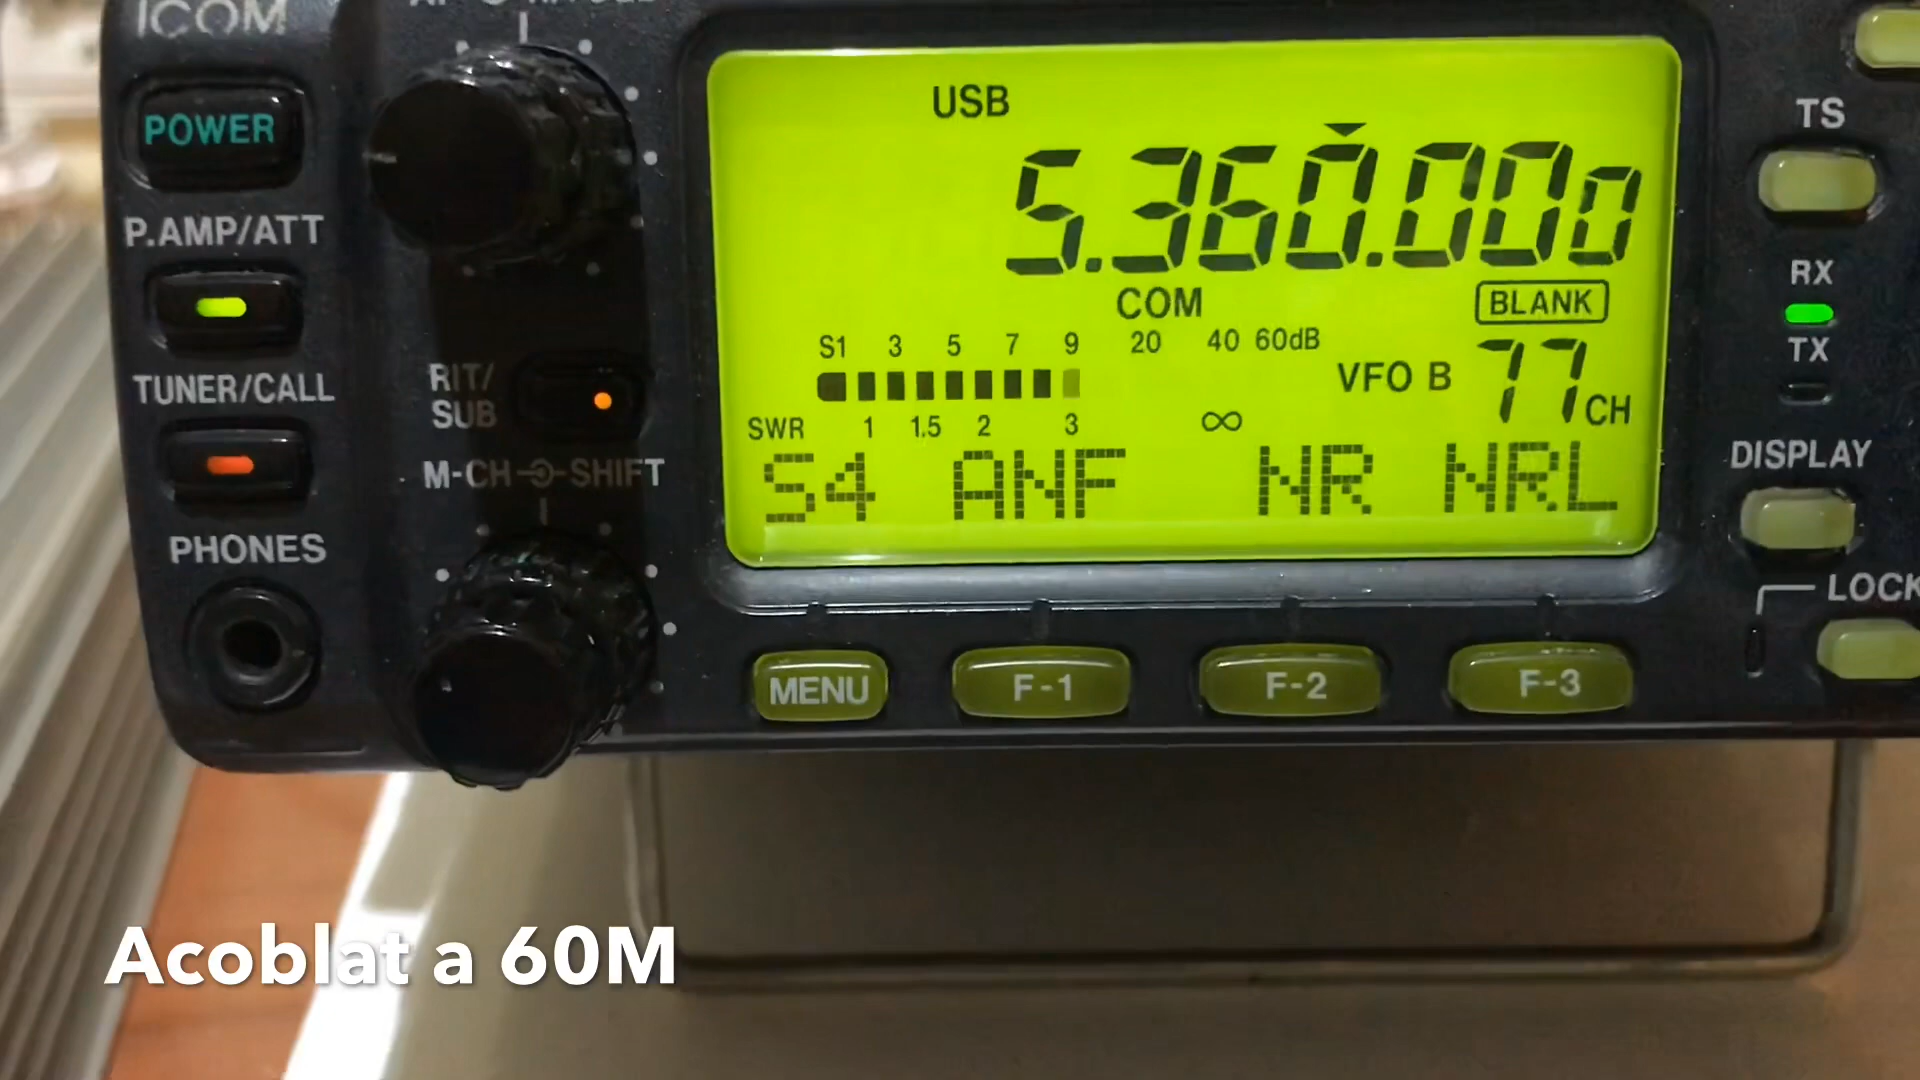 ICOM
POWER
P.AMP/ATT
TUNER/CALL
PHONES
RIT/
SUB
M-CH SHIFT
USB
5.360.000
COM
BLANK
S1 3 5 7 9 20 40 60dB
VFO B 77CH
SWR 1 1.5 2 3 ∞
S4 ANF NR NRL
MENU F-1 F-2 F-3
TS
RX
TX
DISPLAY
LOCK
Acoblat a 60M